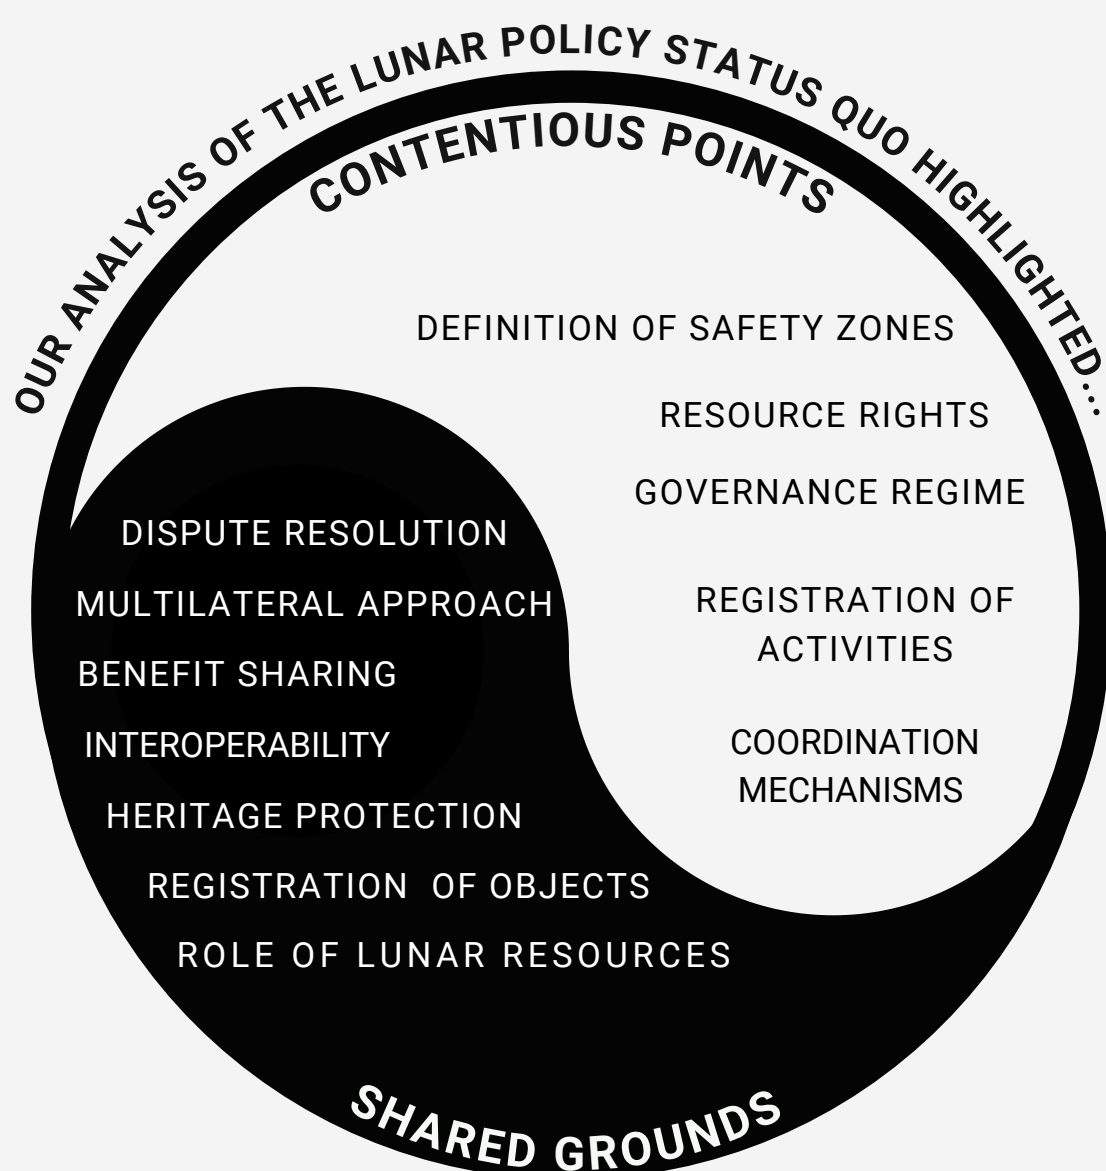 OUR ANALYSIS OF THE LUNAR POLICY STATUS QUO HIGHLIGHTED...
CONTENTIOUS POINTS
DEFINITION OF SAFETY ZONES
RESOURCE RIGHTS
GOVERNANCE REGIME
REGISTRATION OF
ACTIVITIES
COORDINATION
MECHANISMS
DISPUTE RESOLUTION
MULTILATERAL APPROACH
BENEFIT SHARING
INTEROPERABILITY
HERITAGE PROTECTION
REGISTRATION OF OBJECTS
ROLE OF LUNAR RESOURCES
SHARED GROUNDS